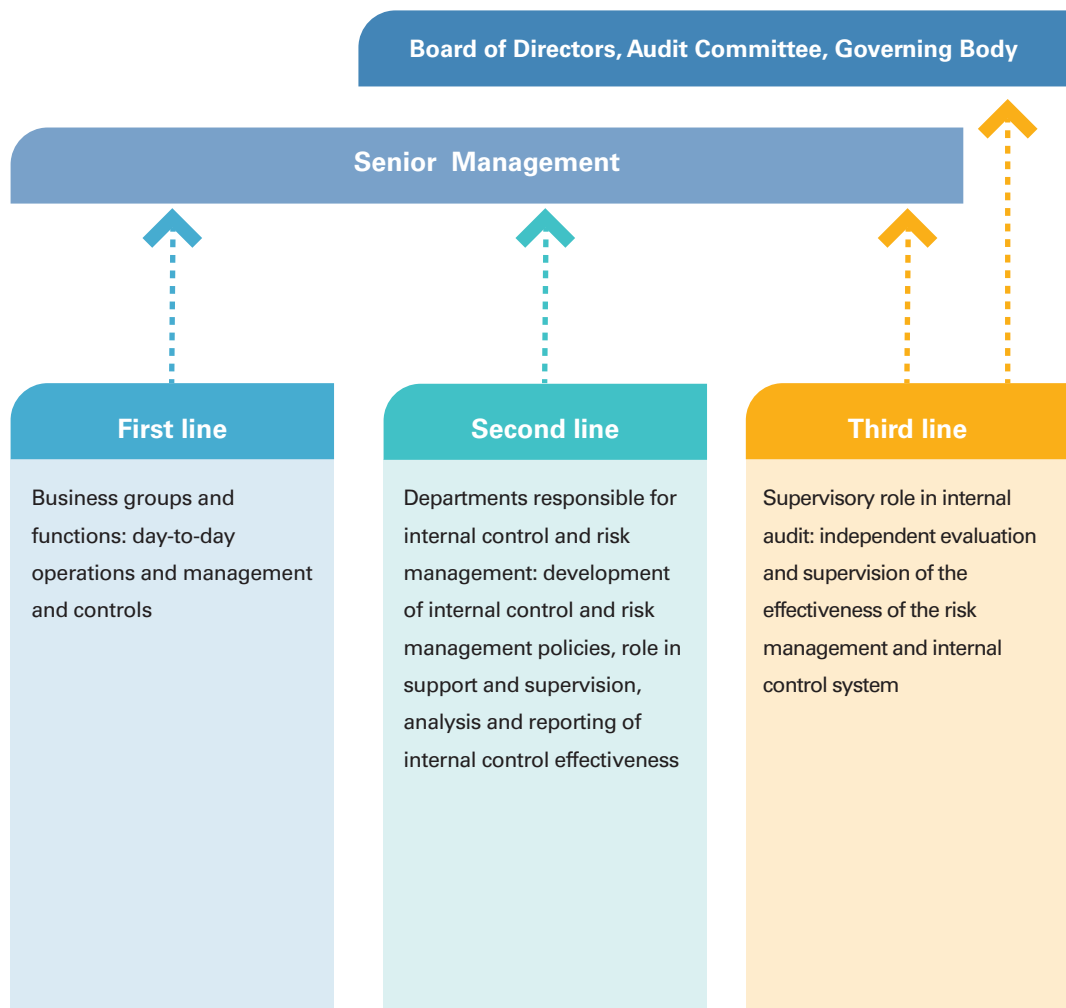 Board of Directors, Audit Committee, Governing Body
Senior Management
First line
Business groups and
functions: day-to-day
operations and management
and controls
Second line
Departments responsible for
internal control and risk
management: development
of internal control and risk
management policies, role in
support and supervision,
analysis and reporting of
internal control effectiveness
Third line
Supervisory role in internal
audit: independent evaluation
and supervision of the
effectiveness of the risk
management and internal
control system